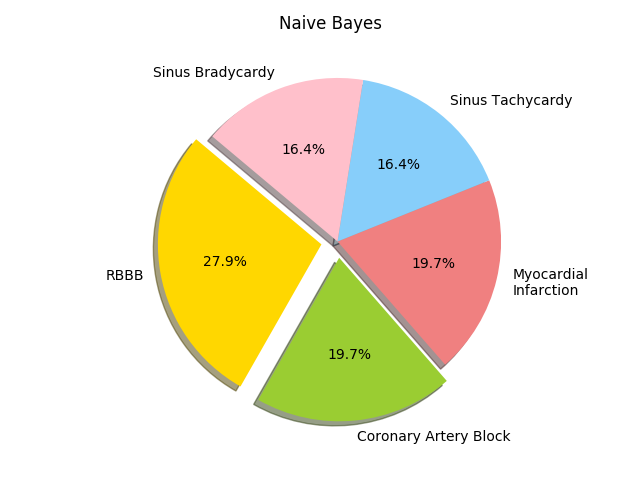 Naive Bayes
Sinus Bradycardy
Sinus Tachycardy
16.4%
16.4%
27.9%
19.7%
RBBB
Myocardial
Infarction
19.7%
Coronary Artery Block